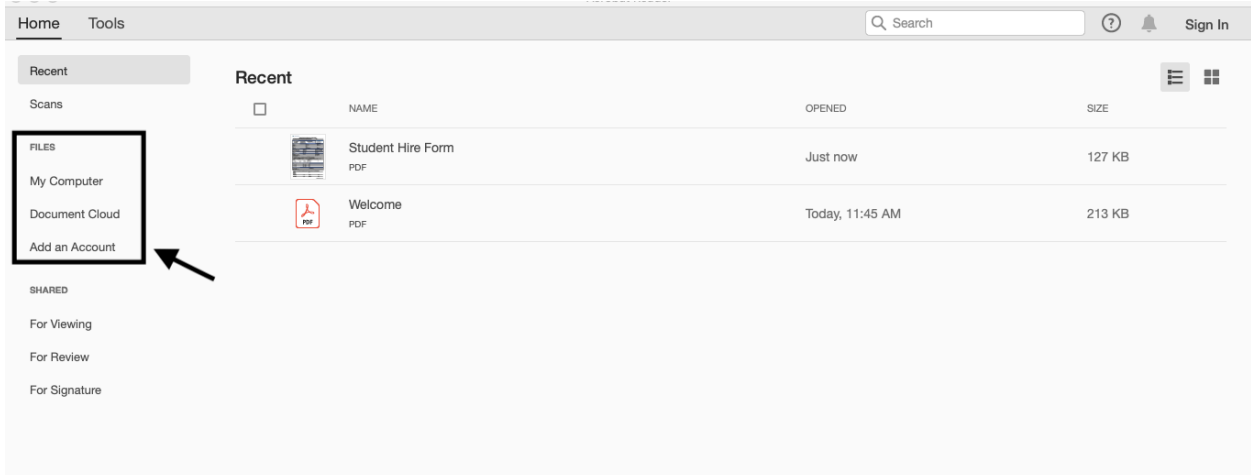 Home Tools Search ? Sign In
Recent
Scans
FILES
My Computer
Document Cloud
Add an Account
SHARED
For Viewing
For Review
For Signature
Recent
NAME OPENED SIZE
Student Hire Form
PDF
Just now 127 KB
Welcome
PDF
PDF
Today, 11:45 AM 213 KB